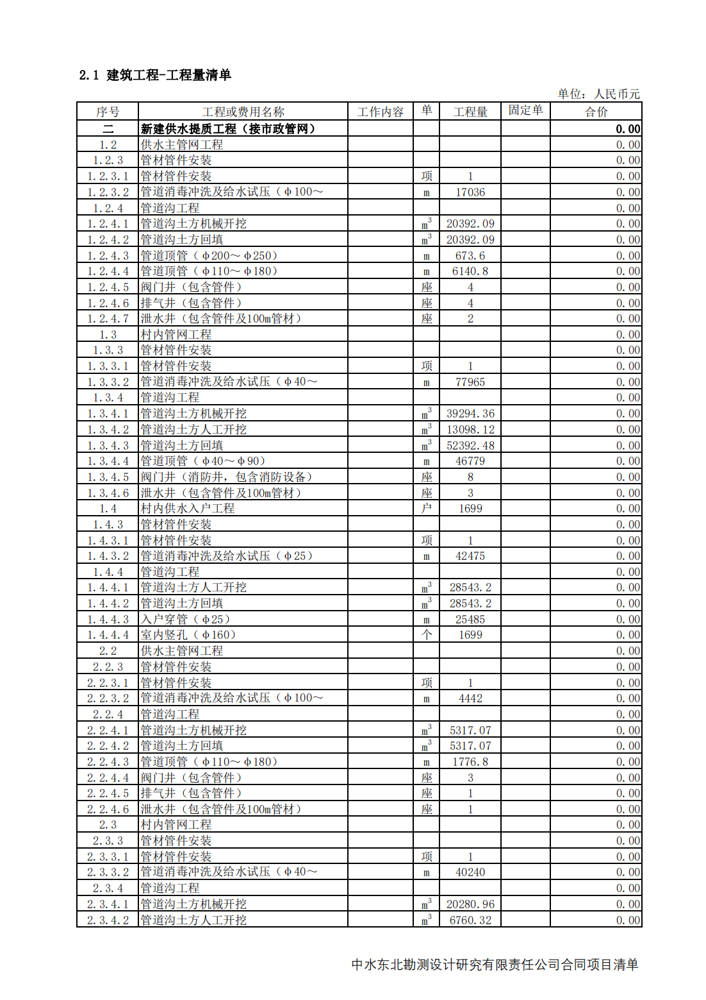 2.1 建筑工程-工程量清单
单位：人民币元
序号 工程或费用名称 工作内容 单 工程量 固定单 合价
二 新建供水提质工程（接市政管网） 0.00
1.2 供水主管网工程 0.00
1.2.3 管材管件安装 0.00
1.2.3.1 管材管件安装 项 1 0.00
1.2.3.2 管道消毒冲洗及给水试压（φ100～ m 17036 0.00
1.2.4 管道沟工程 0.00
1.2.4.1 管道沟土方机械开挖 m³ 20392.09 0.00
1.2.4.2 管道沟土方回填 m³ 20392.09 0.00
1.2.4.3 管道顶管（φ200～φ250） m 673.6 0.00
1.2.4.4 管道顶管（φ110～φ180） m 6140.8 0.00
1.2.4.5 阀门井（包含管件） 座 4 0.00
1.2.4.6 排气井（包含管件） 座 4 0.00
1.2.4.7 泄水井（包含管件及100m管材） 座 2 0.00
1.3 村内管网工程 0.00
1.3.3 管材管件安装 0.00
1.3.3.1 管材管件安装 项 1 0.00
1.3.3.2 管道消毒冲洗及给水试压（φ40～ m 77965 0.00
1.3.4 管道沟工程 0.00
1.3.4.1 管道沟土方机械开挖 m³ 39294.36 0.00
1.3.4.2 管道沟土方人工开挖 m³ 13098.12 0.00
1.3.4.3 管道沟土方回填 m³ 52392.48 0.00
1.3.4.4 管道顶管（φ40～φ90） m 46779 0.00
1.3.4.5 阀门井（消防井，包含消防设备） 座 8 0.00
1.3.4.6 泄水井（包含管件及100m管材） 座 3 0.00
1.4 村内供水入户工程 户 1699 0.00
1.4.3 管材管件安装 0.00
1.4.3.1 管材管件安装 项 1 0.00
1.4.3.2 管道消毒冲洗及给水试压（φ25） m 42475 0.00
1.4.4 管道沟工程 0.00
1.4.4.1 管道沟土方人工开挖 m³ 28543.2 0.00
1.4.4.2 管道沟土方回填 m³ 28543.2 0.00
1.4.4.3 入户穿管（φ25） m 25485 0.00
1.4.4.4 室内竖孔（φ160） 个 1699 0.00
2.2 供水主管网工程 0.00
2.2.3 管材管件安装 0.00
2.2.3.1 管材管件安装 项 1 0.00
2.2.3.2 管道消毒冲洗及给水试压（φ100～ m 4442 0.00
2.2.4 管道沟工程 0.00
2.2.4.1 管道沟土方机械开挖 m³ 5317.07 0.00
2.2.4.2 管道沟土方回填 m³ 5317.07 0.00
2.2.4.3 管道顶管（φ110～φ180） m 1776.8 0.00
2.2.4.4 阀门井（包含管件） 座 3 0.00
2.2.4.5 排气井（包含管件） 座 1 0.00
2.2.4.6 泄水井（包含管件及100m管材） 座 1 0.00
2.3 村内管网工程 0.00
2.3.3 管材管件安装 0.00
2.3.3.1 管材管件安装 项 1 0.00
2.3.3.2 管道消毒冲洗及给水试压（φ40～ m 40240 0.00
2.3.4 管道沟工程 0.00
2.3.4.1 管道沟土方机械开挖 m³ 20280.96 0.00
2.3.4.2 管道沟土方人工开挖 m³ 6760.32 0.00
中水东北勘测设计研究有限责任公司合同项目清单